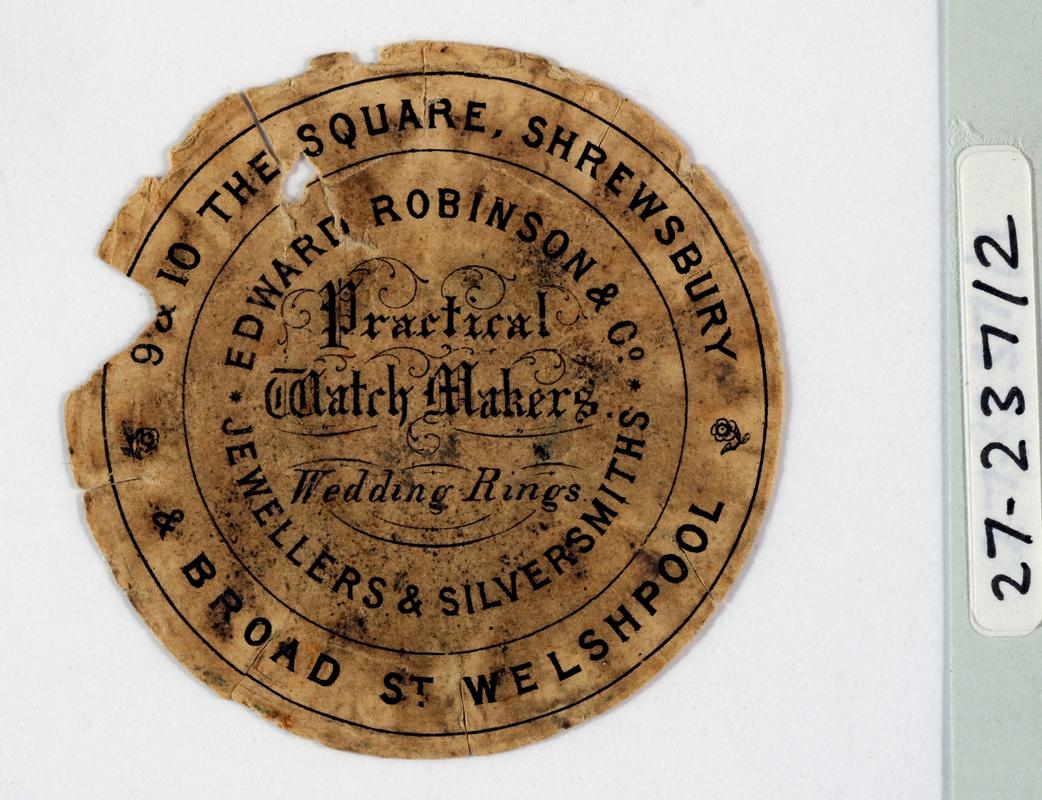 9 & 10 THE SQUARE, SHREWSBURY
& BROAD ST. WELSHPOOL
EDWARD ROBINSON & Co.
Practical
Watch Makers.
Wedding Rings.
JEWELLERS & SILVERSMITHS
27-237/2